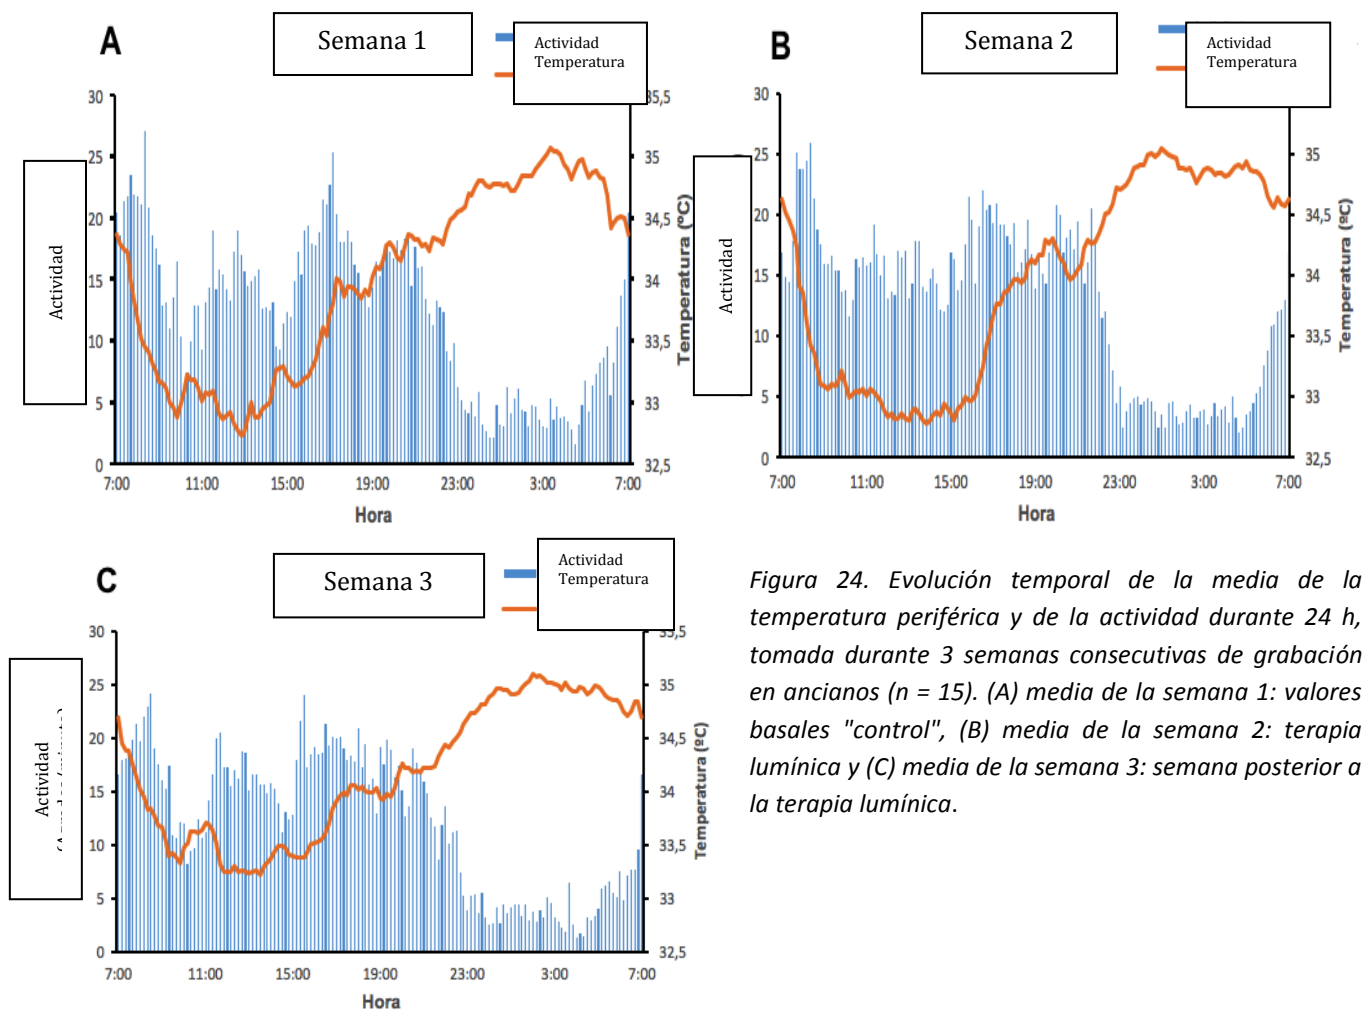 A
Semana 1
Actividad
Temperatura
30
25
20
15
10
5
0
Actividad
35,5
35
34,5
34
33,5
33
32,5
Temperatura (ºC)
7:00 11:00 15:00 19:00 23:00 3:00 7:00
Hora
B
Semana 2
Actividad
Temperatura
30
25
20
15
10
5
0
Actividad
35
34,5
34
33,5
33
32,5
Temperatura (ºC)
7:00 11:00 15:00 19:00 23:00 3:00 7:00
Hora
C
Semana 3
Actividad
Temperatura
30
25
20
15
10
5
0
Actividad
35
34,5
34
33,5
33
32,5
Temperatura (ºC)
7:00 11:00 15:00 19:00 23:00 3:00 7:00
Hora
Figura 24. Evolución temporal de la media de la
temperatura periférica y de la actividad durante 24 h,
tomada durante 3 semanas consecutivas de grabación
en ancianos (n = 15). (A) media de la semana 1: valores
basales "control", (B) media de la semana 2: terapia
lumínica y (C) media de la semana 3: semana posterior a
la terapia lumínica.